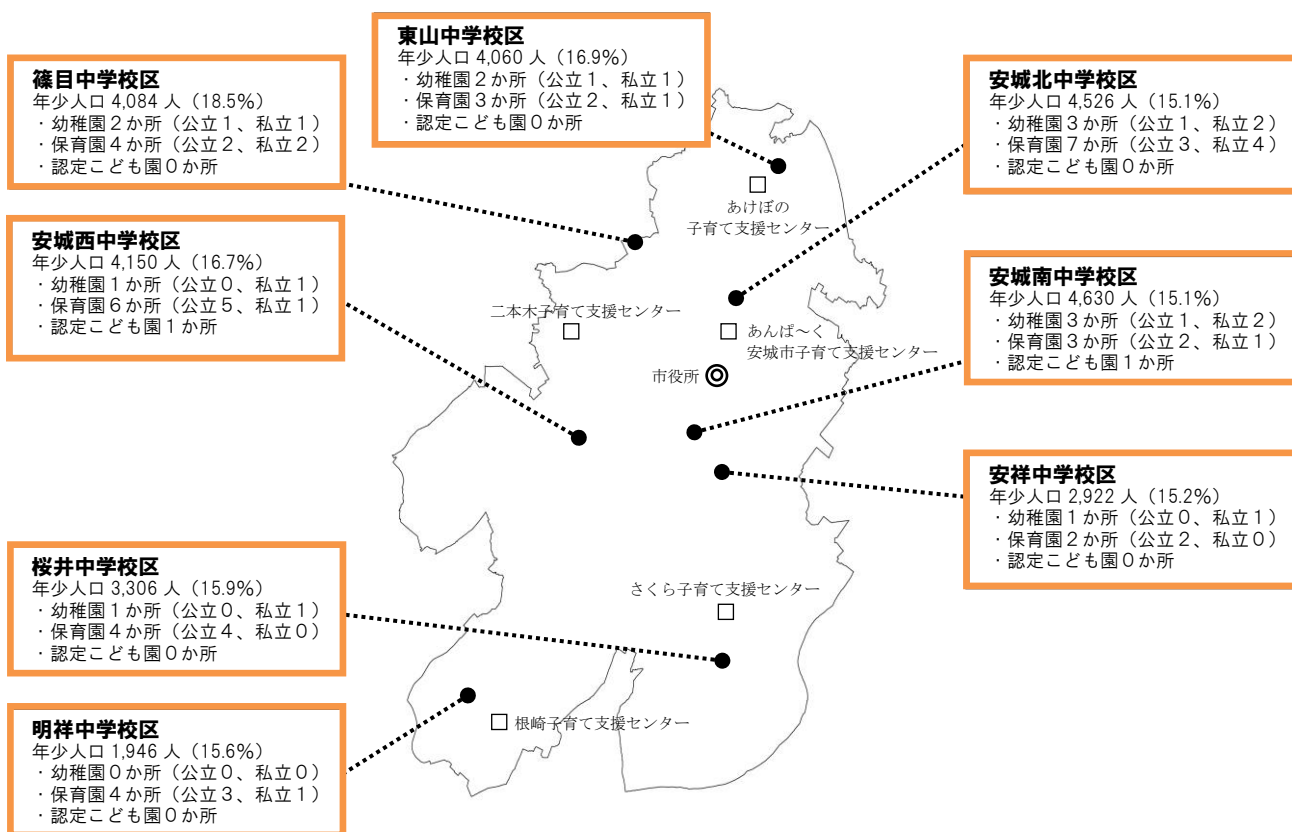 東山中学校区
年少人口 4,060 人（16.9%）
・幼稚園２か所（公立１、私立１）
・保育園３か所（公立２、私立１）
・認定こども園０か所
篠目中学校区
年少人口 4,084 人（18.5%）
・幼稚園２か所（公立１、私立１）
・保育園４か所（公立２、私立２）
・認定こども園０か所
安城北中学校区
年少人口 4,526 人（15.1%）
・幼稚園３か所（公立１、私立２）
・保育園７か所（公立３、私立４）
・認定こども園０か所
あけぼの
子育て支援センター
安城西中学校区
年少人口 4,150 人（16.7%）
・幼稚園１か所（公立０、私立１）
・保育園６か所（公立５、私立１）
・認定こども園１か所
二本木子育て支援センター
あんぱ～く
安城市子育て支援センター
市役所
安城南中学校区
年少人口 4,630 人（15.1%）
・幼稚園３か所（公立１、私立２）
・保育園３か所（公立２、私立１）
・認定こども園１か所
安祥中学校区
年少人口 2,922 人（15.2%）
・幼稚園１か所（公立０、私立１）
・保育園２か所（公立２、私立０）
・認定こども園０か所
桜井中学校区
年少人口 3,306 人（15.9%）
・幼稚園１か所（公立０、私立１）
・保育園４か所（公立４、私立０）
・認定こども園０か所
さくら子育て支援センター
明祥中学校区
年少人口 1,946 人（15.6%）
・幼稚園０か所（公立０、私立０）
・保育園４か所（公立３、私立１）
・認定こども園０か所
根崎子育て支援センター